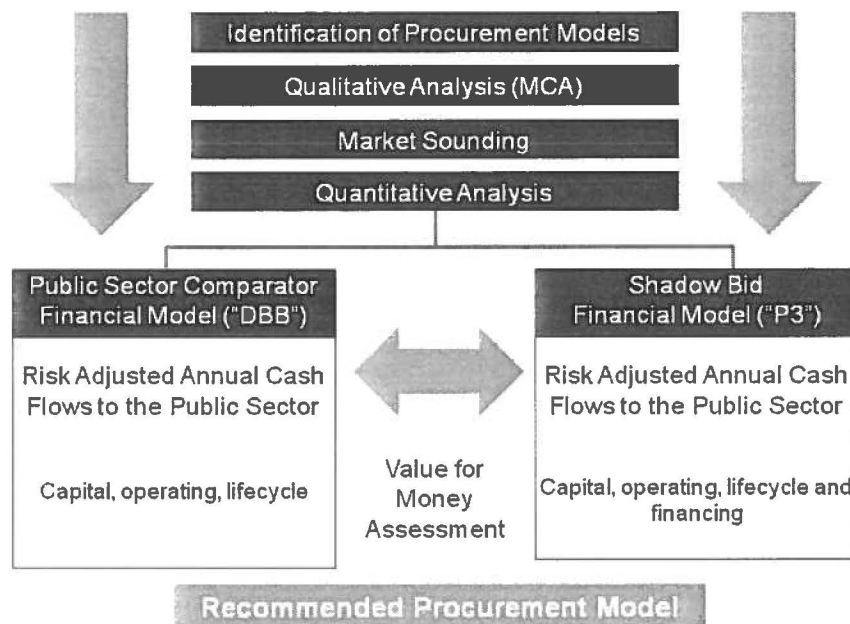 Identification of Procurement Models
Qualitative Analysis (MCA)
Market Sounding
Quantitative Analysis
Public Sector Comparator
Financial Model ("DBB")
Risk Adjusted Annual Cash
Flows to the Public Sector
Capital, operating, lifecycle
Value for
Money
Assessment
Shadow Bid
Financial Model ("P3")
Risk Adjusted Annual Cash
Flows to the Public Sector
Capital, operating, lifecycle and
financing
Recommended Procurement Model